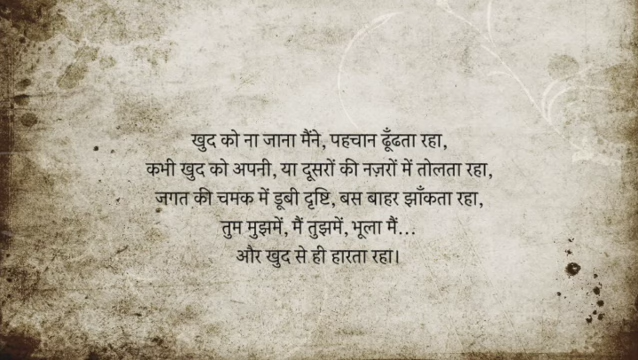 खुद को ना जाना मैंने, पहचान ढूँढता रहा,
कभी खुद को अपनी, या दूसरों की नज़रों में तोलता रहा,
जगत की चमक में डूबी दृष्टि, बस बाहर झाँकता रहा,
तुम मुझमें, मैं तुझमें, भूला मैं...
और खुद से ही हारता रहा।